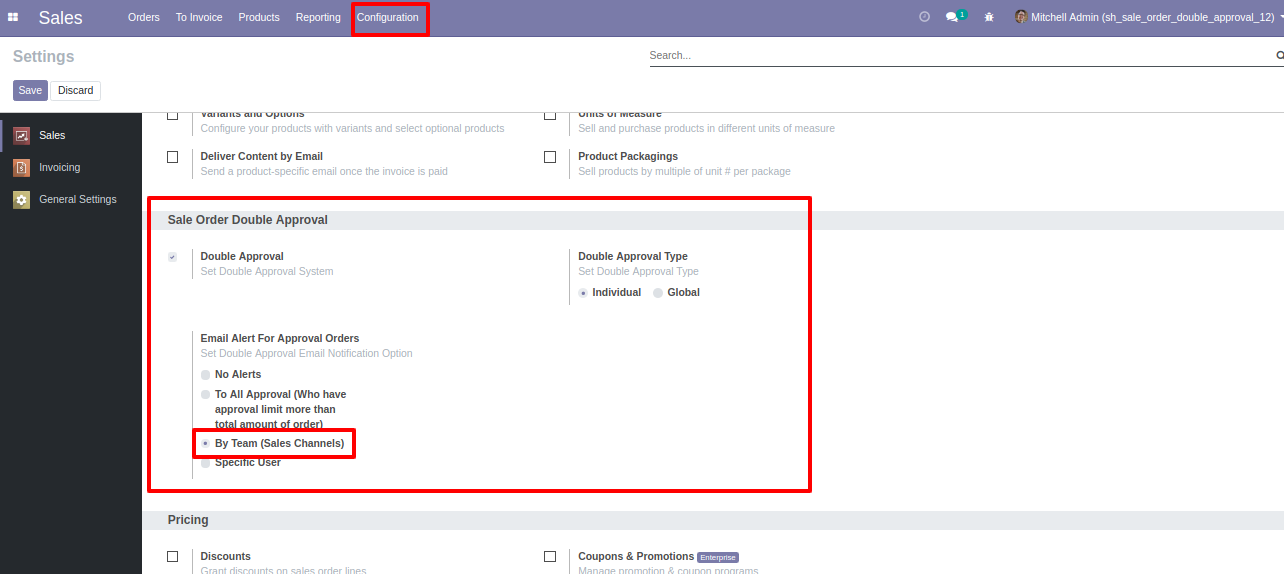 Sales
Orders
To Invoice
Products
Reporting
Configuration
1
Mitchell Admin (sh_sale_order_double_approval_12)
Settings
Search...
Save
Discard
Sales
Invoicing
General Settings
Variants and Options
Configure your products with variants and select optional products
Units of Measure
Sell and purchase products in different units of measure
Deliver Content by Email
Send a product-specific email once the invoice is paid
Product Packagings
Sell products by multiple of unit # per package
Sale Order Double Approval
Double Approval
Set Double Approval System
Double Approval Type
Set Double Approval Type
Individual
Global
Email Alert For Approval Orders
Set Double Approval Email Notification Option
No Alerts
To All Approval (Who have
approval limit more than
total amount of order)
By Team (Sales Channels)
Specific User
Pricing
Discounts
Grant discounts on sales order lines
Coupons & Promotions Enterprise
Manage promotion & coupon programs